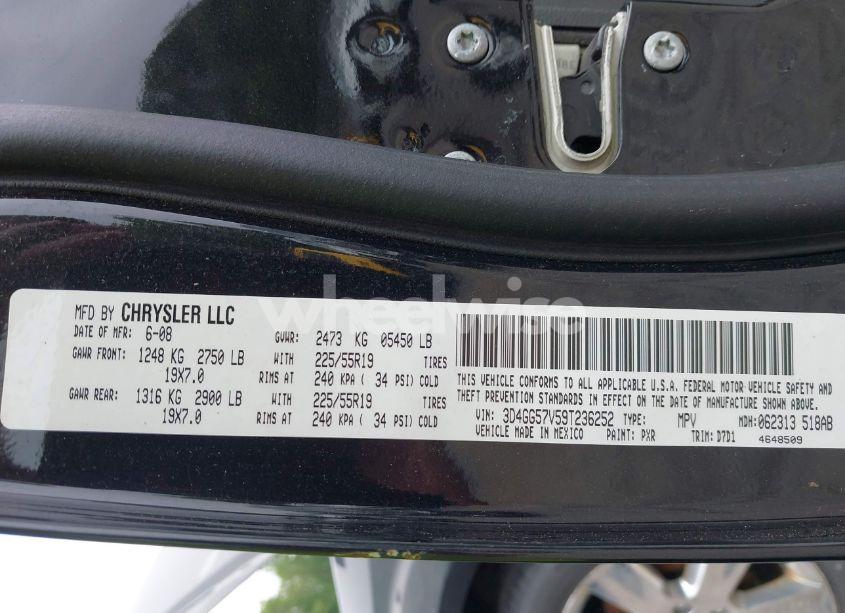 wheelwise
MFD BY CHRYSLER LLC
DATE OF MFR: 6-08 GVWR: 2473 KG 05450 LB
GAWR FRONT: 1248 KG 2750 LB WITH 225/55R19 TIRES
19X7.0 RIMS AT 240 KPA ( 34 PSI) COLD
GAWR REAR: 1316 KG 2900 LB WITH 225/55R19 TIRES
19X7.0 RIMS AT 240 KPA ( 34 PSI) COLD
THIS VEHICLE CONFORMS TO ALL APPLICABLE U.S.A. FEDERAL MOTOR VEHICLE SAFETY AND
THEFT PREVENTION STANDARDS IN EFFECT ON THE DATE OF MANUFACTURE SHOWN ABOVE.
VIN: 3D4GG57V59T236252 TYPE: MPV MDH: 062313 518AB
VEHICLE MADE IN MEXICO PAINT: PXR TRIM: D7D1 4648509